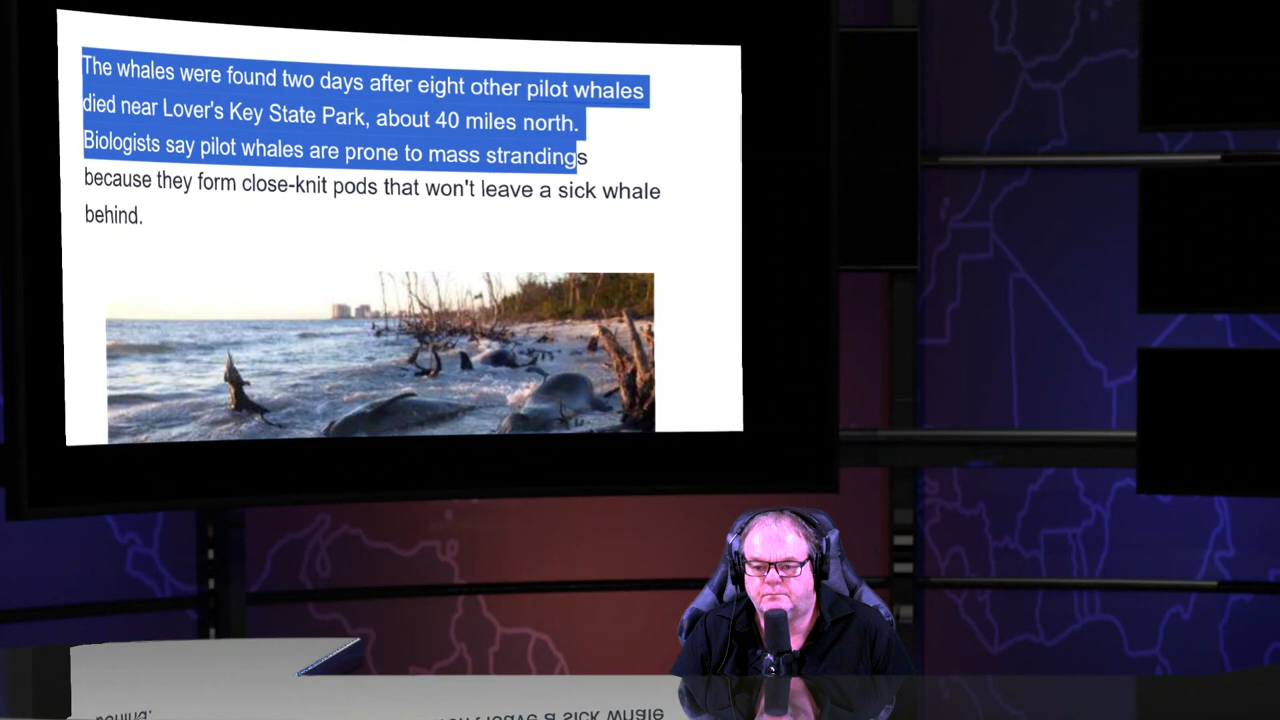 The whales were found two days after eight other pilot whales
died near Lover's Key State Park, about 40 miles north.
Biologists say pilot whales are prone to mass strandings
because they form close-knit pods that won't leave a sick whale
behind.